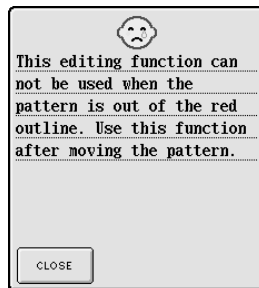 This editing function can
not be used when the
pattern is out of the red
outline. Use this function
after moving the pattern.
CLOSE